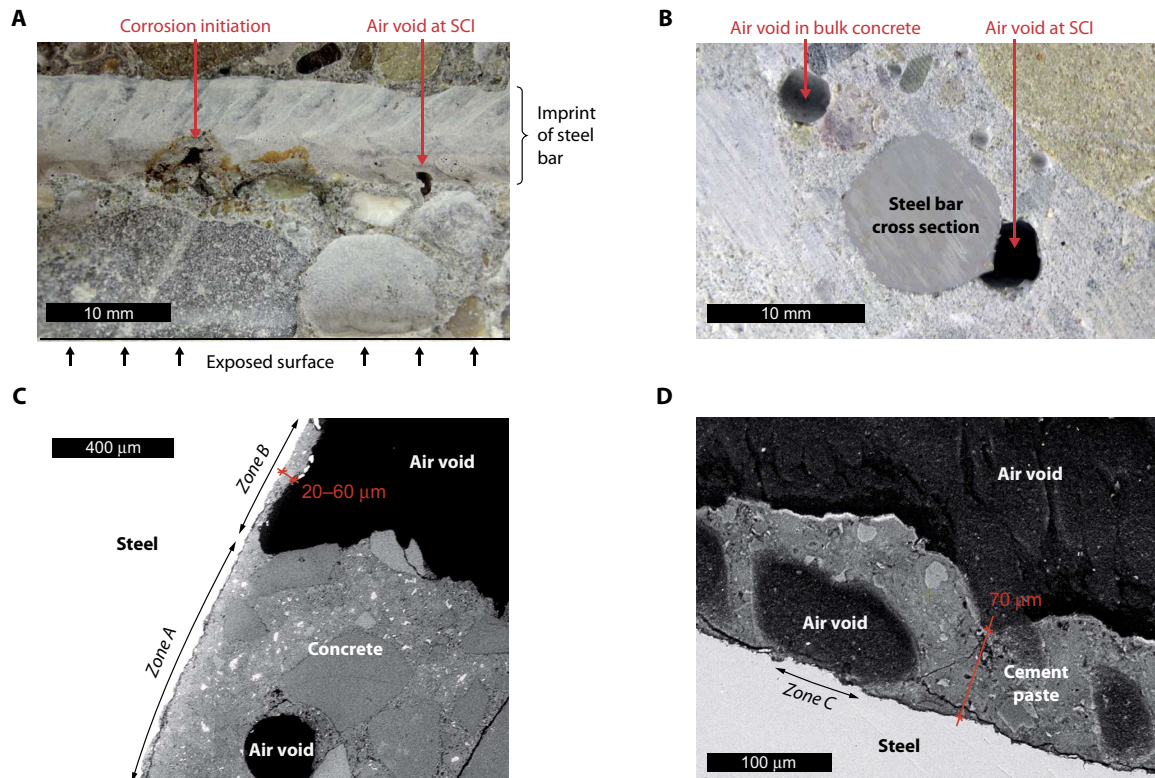 A
Corrosion initiation
Air void at SCI
Imprint
of steel
bar
10 mm
Exposed surface
B
Air void in bulk concrete
Air void at SCI
Steel bar
cross section
10 mm
C
400 μm
Zone B
20–60 μm
Air void
Steel
Zone A
Concrete
Air void
D
Air void
70 μm
Air void
Cement
paste
Zone C
Steel
100 μm